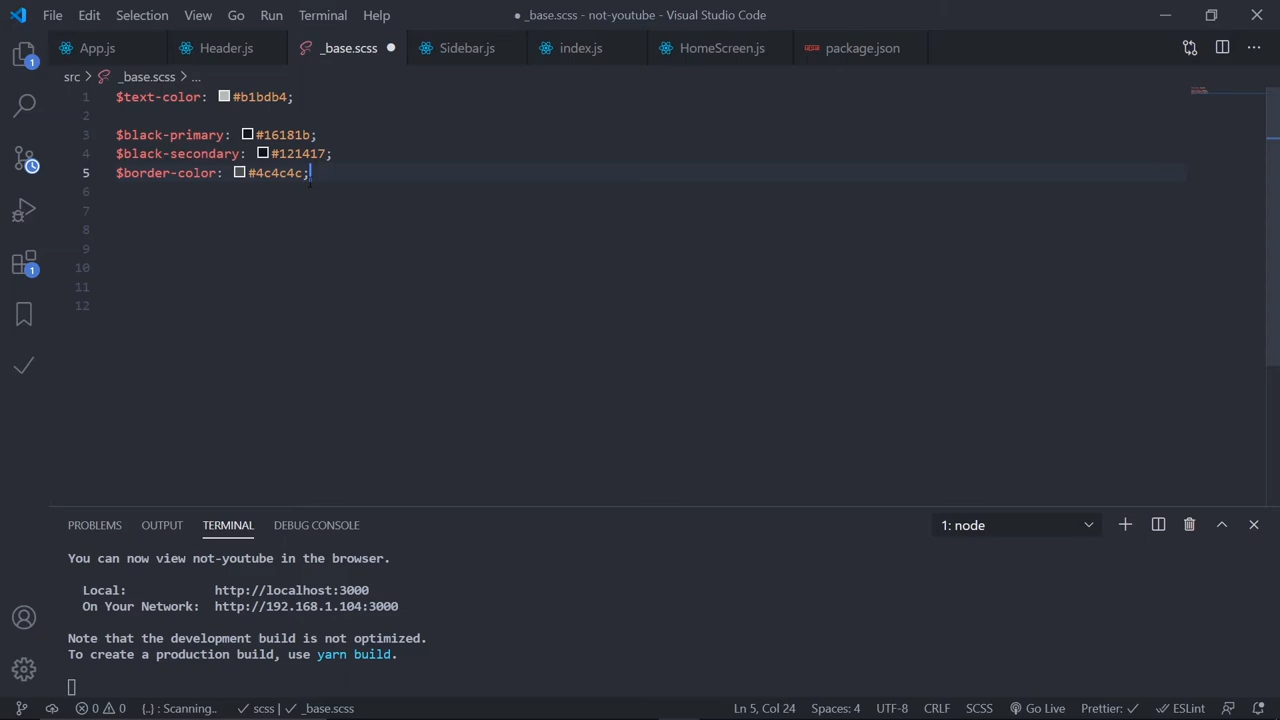 File Edit Selection View Go Run Terminal Help
● _base.scss - not-youtube - Visual Studio Code
App.js
Header.js
_base.scss ●
Sidebar.js
index.js
HomeScreen.js
package.json
src > _base.scss > ...
1 $text-color: #b1bdb4;
2
3 $black-primary: #16181b;
4 $black-secondary: #121417;
5 $border-color: #4c4c4c;
6
7
8
9
10
11
12
1
1
PROBLEMS OUTPUT TERMINAL DEBUG CONSOLE
1: node
You can now view not-youtube in the browser.
Local: http://localhost:3000
On Your Network: http://192.168.1.104:3000
Note that the development build is not optimized.
To create a production build, use yarn build.
0 0 {..} : Scanning.. ✓ scss | ✓ _base.scss
Ln 5, Col 24 Spaces: 4 UTF-8 CRLF SCSS Go Live Prettier: ✓ ESLint